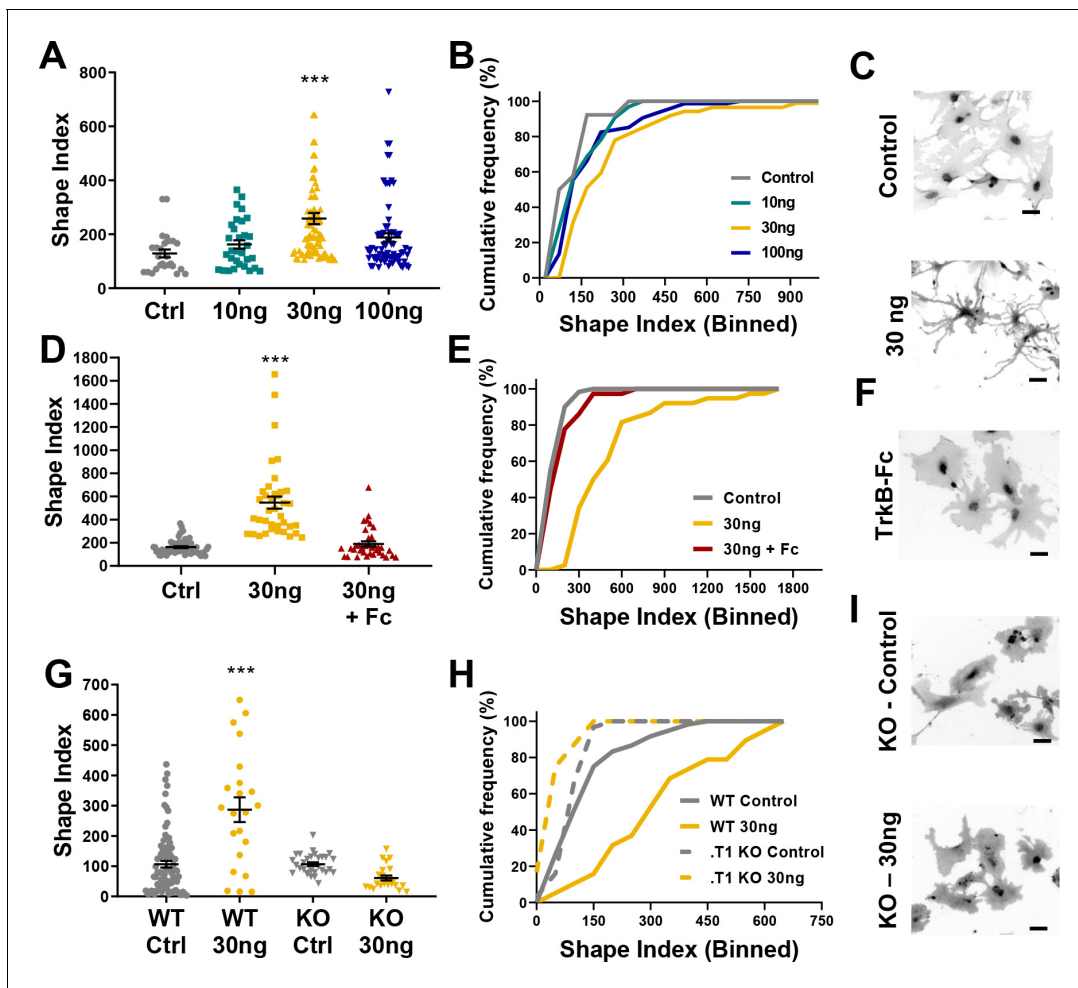 A
Shape Index
800
600
400
200
0
***
Ctrl
10ng
30ng
100ng
B
Cumulative frequency (%)
100
80
60
40
20
0
Control
10ng
30ng
100ng
0
150
300
450
600
750
900
Shape Index (Binned)
C
Control
30 ng
D
Shape Index
1800
1600
1400
1200
1000
800
600
400
200
0
***
Ctrl
30ng
30ng
+ Fc
E
Cumulative frequency (%)
100
80
60
40
20
0
Control
30ng
30ng + Fc
0
300
600
900
1200
1500
1800
Shape Index (Binned)
F
TrkB-Fc
G
Shape Index
700
600
500
400
300
200
100
0
***
WT
Ctrl
WT
30ng
KO
Ctrl
KO
30ng
H
Cumulative frequency (%)
100
80
60
40
20
0
WT Control
WT 30ng
.T1 KO Control
.T1 KO 30ng
0
150
300
450
600
750
Shape Index (Binned)
I
KO - Control
KO – 30ng